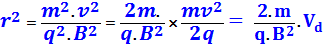 r² = m².v² / q².B² = 2m. / q.B² × mv² / 2q = 2.m / q.B² . V_d